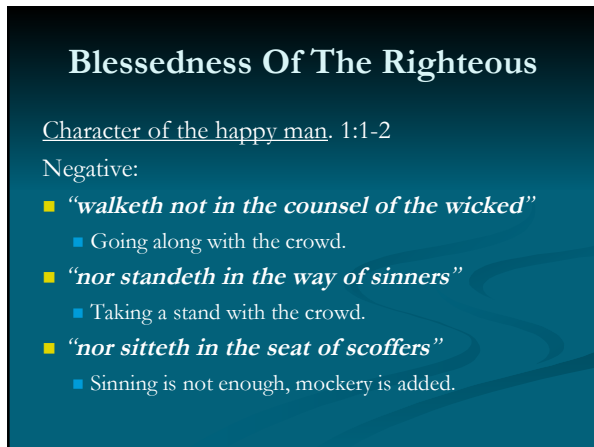 Blessedness Of The Righteous
Character of the happy man. 1:1-2
Negative:
“walketh not in the counsel of the wicked”
Going along with the crowd.
“nor standeth in the way of sinners”
Taking a stand with the crowd.
“nor sitteth in the seat of scoffers”
Sinning is not enough, mockery is added.